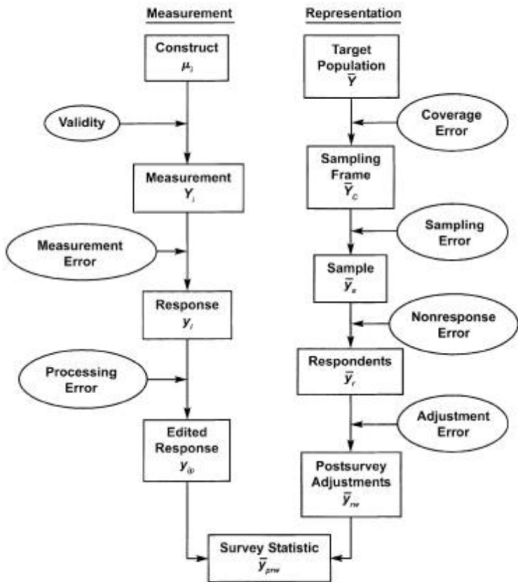 Measurement
Construct
μi
Validity
Measurement
Yi
Measurement
Error
Response
yi
Processing
Error
Edited
Response
yip
Representation
Target
Population
Ȳ
Coverage
Error
Sampling
Frame
ȲC
Sampling
Error
Sample
ȳs
Nonresponse
Error
Respondents
ȳr
Adjustment
Error
Postsurvey
Adjustments
ȳrw
Survey Statistic
ȳprw